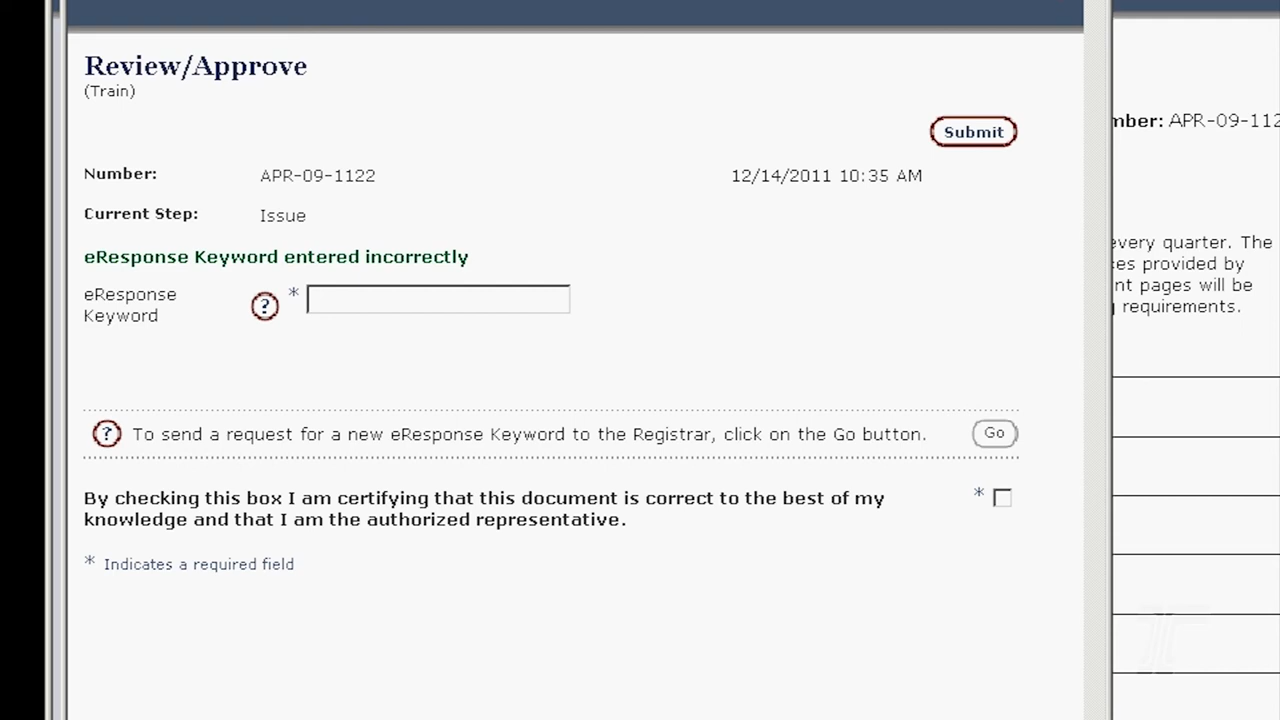 Review/Approve
(Train)
Submit
Number: APR-09-1122 12/14/2011 10:35 AM
Current Step: Issue
eResponse Keyword entered incorrectly
eResponse
Keyword
? *
? To send a request for a new eResponse Keyword to the Registrar, click on the Go button. Go
By checking this box I am certifying that this document is correct to the best of my
knowledge and that I am the authorized representative.
*
* Indicates a required field
APR-09-112
every quarter. The
provided by
pages will be
requirements.